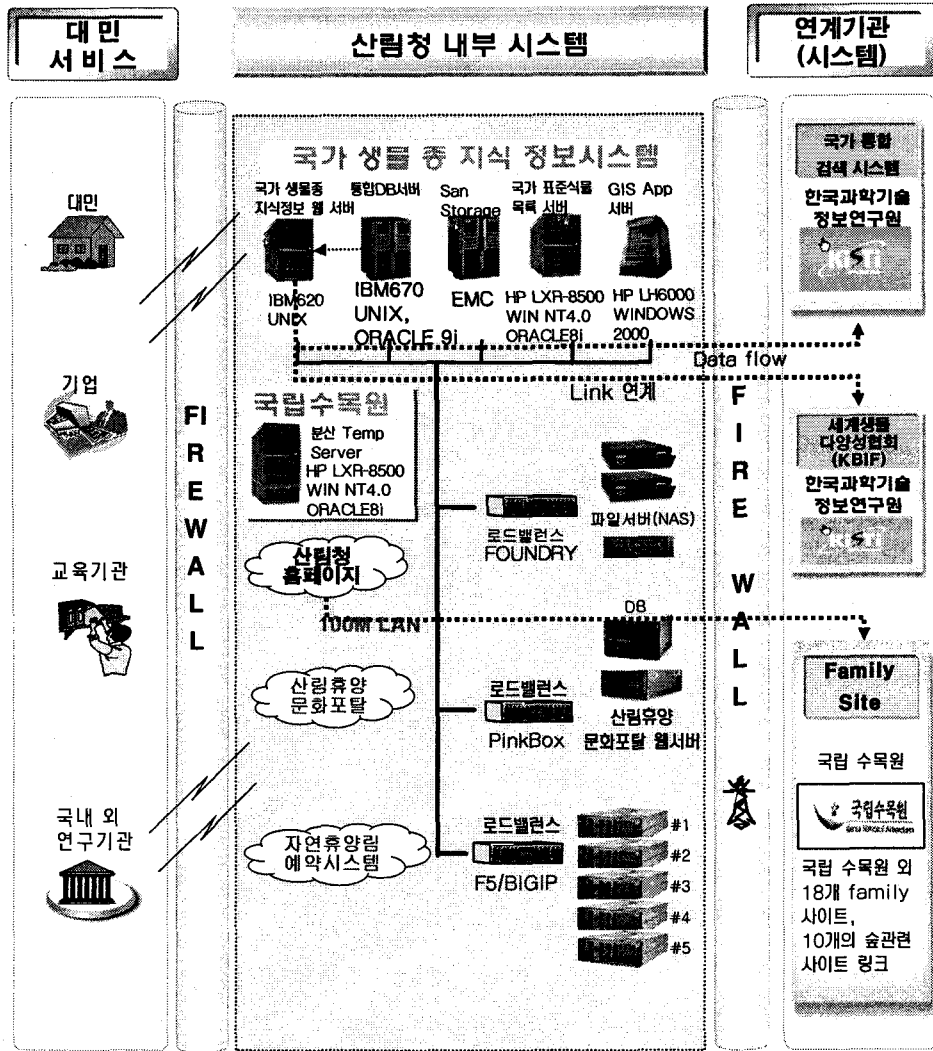 대 민
서 비 스
산림청 내부 시스템
연계기관
(시스템)
대민
기업
교육기관
국내 외
연구기관
FIREWALL
국가 생물 종 지식 정보시스템
국가 생물종
지식정보 웹 서버
IBM620
UNIX
통합DB서버
IBM670
UNIX,
ORACLE 9i
San
Storage
EMC
국가 표준식물
목록 서버
HP LXR-8500
WIN NT4.0
ORACLE8i
GIS App
서버
HP LH6000
WINDOWS
2000
Data flow
Link 연계
국립수목원
분산 Temp
Server
HP LXR-8500
WIN NT4.0
ORACLE8i
로드밸런스
FOUNDRY
파일서버(NAS)
산림청
홈페이지
100M LAN
DB
산림휴양
문화포탈
로드밸런스
PinkBox
산림휴양
문화포탈 웹서버
자연휴양림
예약시스템
로드밸런스
F5/BIGIP
#1
#2
#3
#4
#5
FIRE WALL
국가 통합
검색 시스템
한국과학기술
정보연구원
KISTI
세계생물
다양성협회
(KBIF)
한국과학기술
정보연구원
KISTI
Family
Site
국립 수목원
국립수목원
국립 수목원 외
18개 family
사이트,
10개의 숲관련
사이트 링크